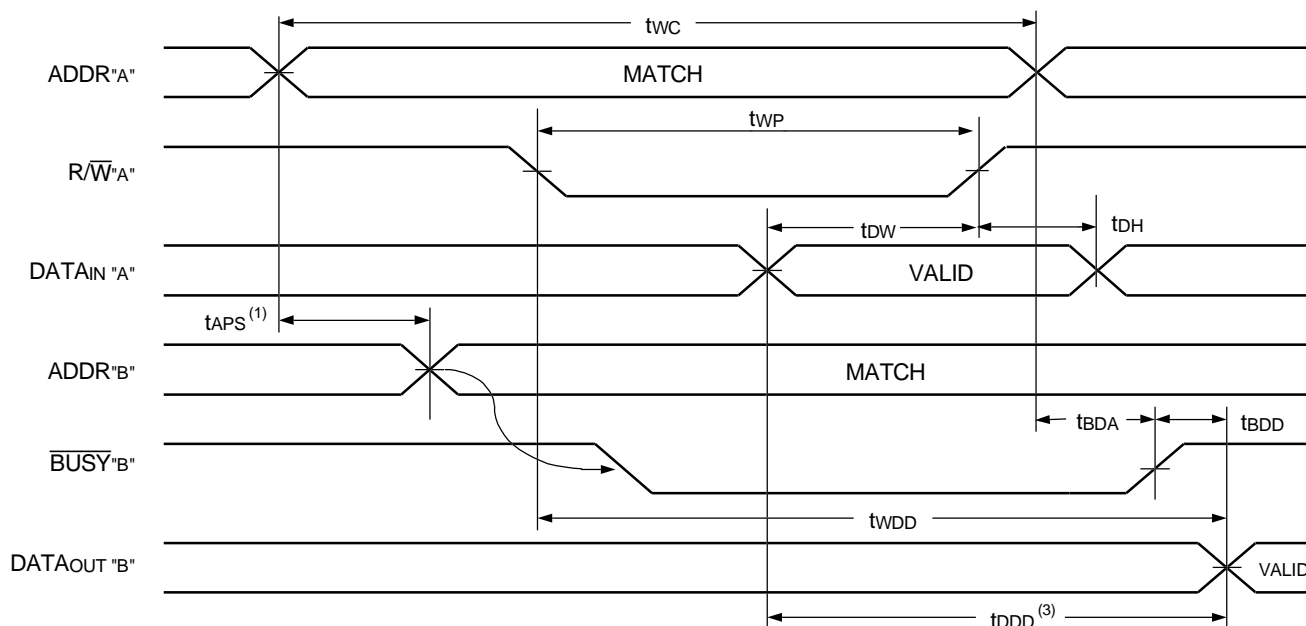 tWC
ADDR"A"
MATCH
tWP
R/W̅"A"
tDW
tDH
DATAIN "A"
VALID
tAPS(1)
ADDR"B"
MATCH
tBDA
tBDD
B̅U̅S̅Y̅"B"
tWDD
DATAOUT "B"
VALID
tDDD(3)